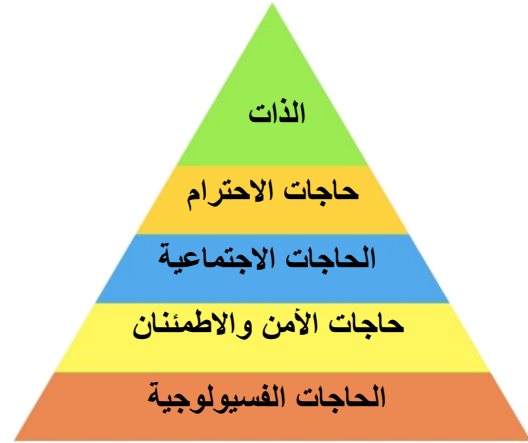 الذات
حاجات الاحترام
الحاجات الاجتماعية
حاجات الأمن والاطمئنان
الحاجات الفسيولوجية